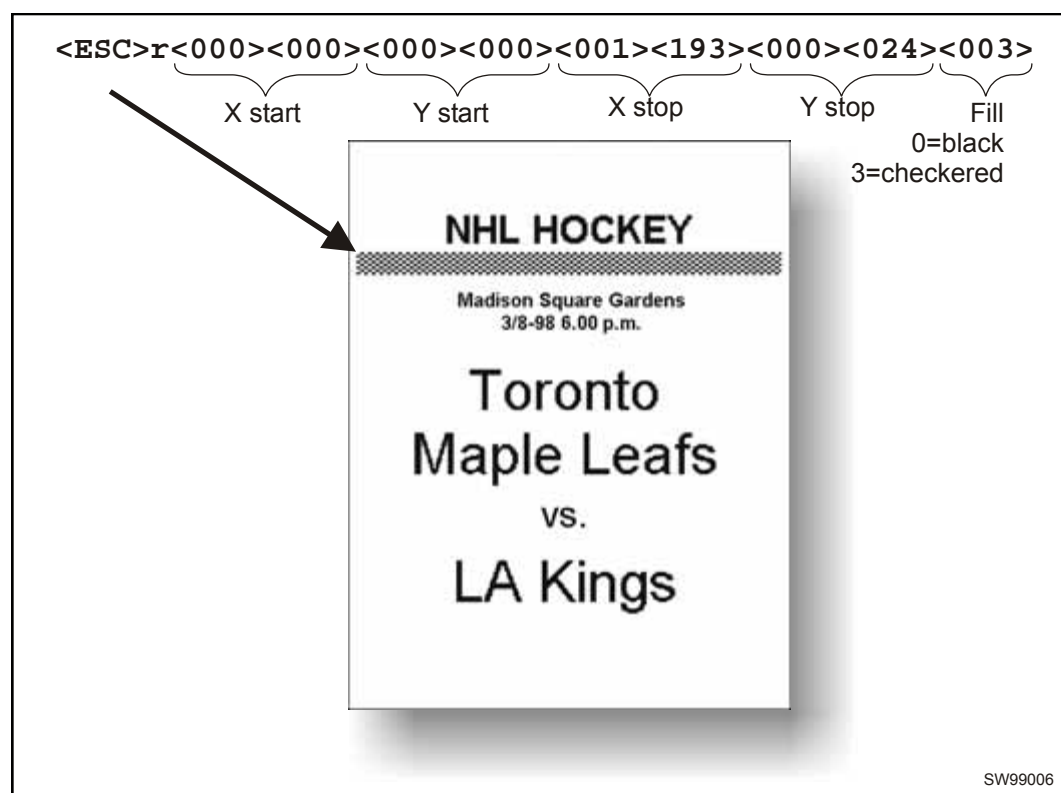 <ESC>r<000><000><000><000><001><193><000><024><003>
X start Y start X stop Y stop Fill
0=black
3=checkered
NHL HOCKEY
Madison Square Gardens
3/8-98 6.00 p.m.
Toronto
Maple Leafs
vs.
LA Kings
SW99006